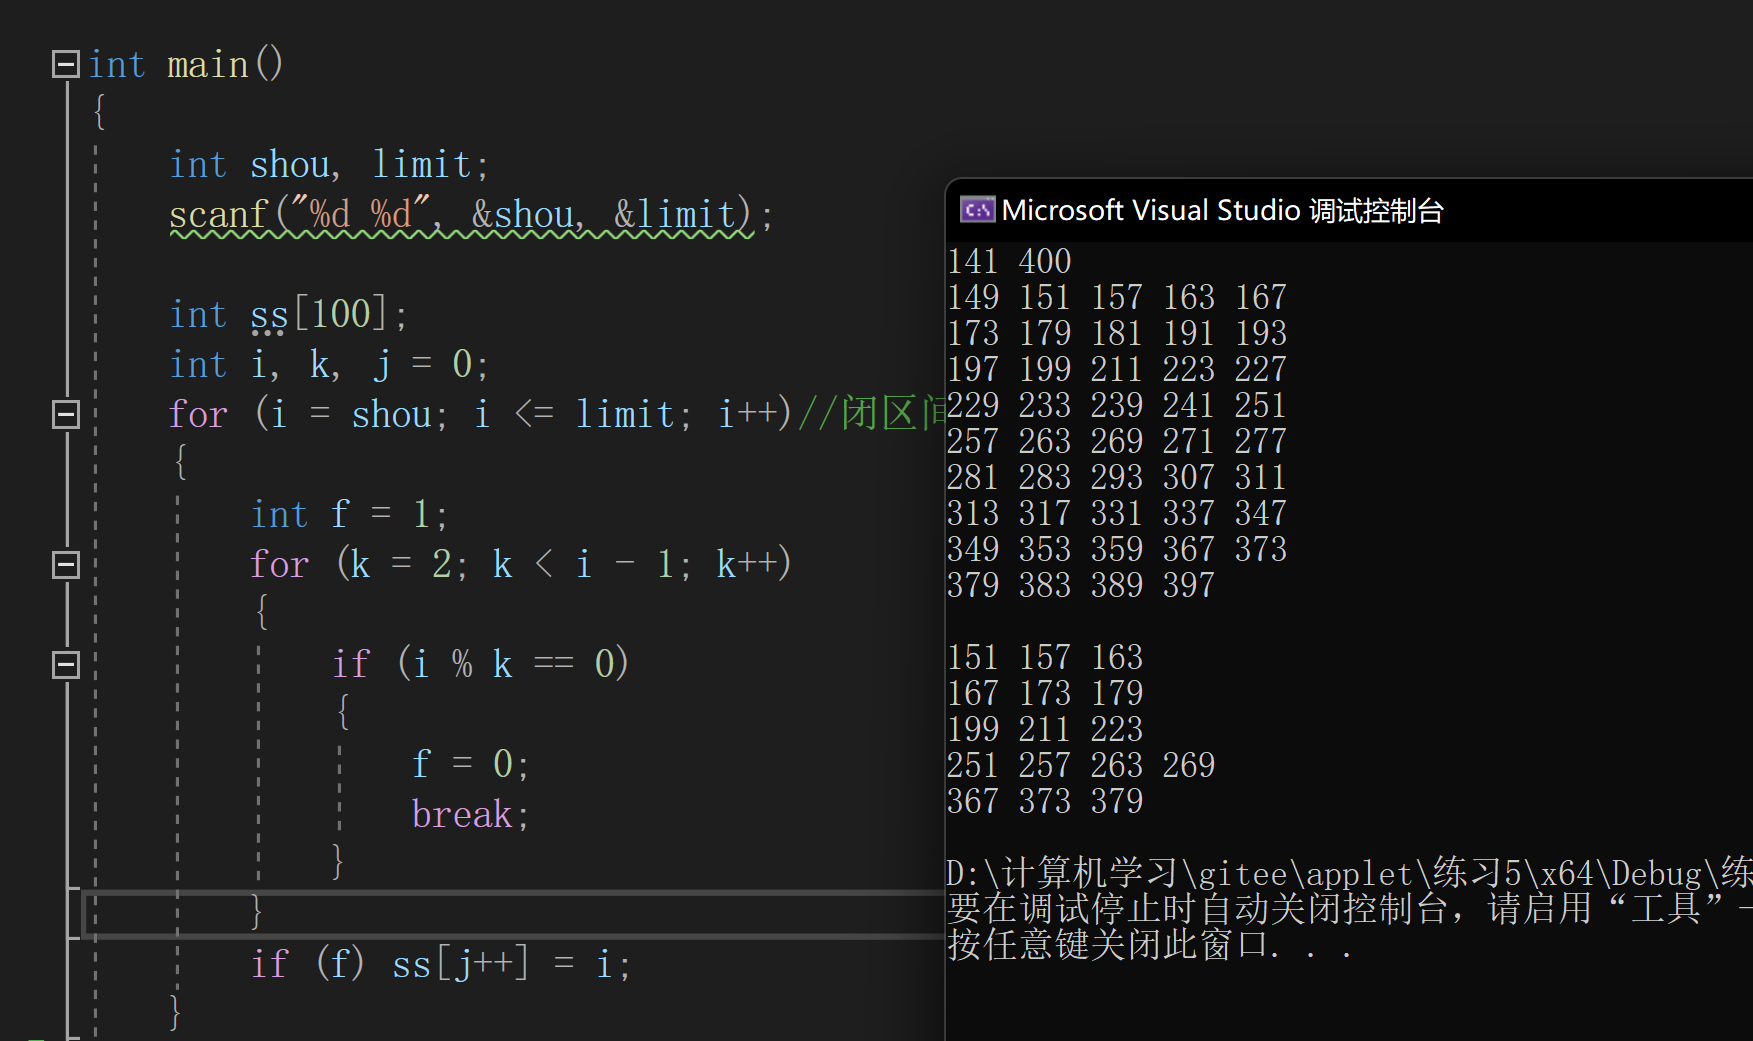 int main()
{
int shou, limit;
scanf("%d %d", &shou, &limit);
int ss[100];
int i, k, j = 0;
for (i = shou; i <= limit; i++)//闭区间
{
int f = 1;
for (k = 2; k < i - 1; k++)
{
if (i % k == 0)
{
f = 0;
break;
}
}
if (f) ss[j++] = i;
}
Microsoft Visual Studio 调试控制台
141 400
149 151 157 163 167
173 179 181 191 193
197 199 211 223 227
229 233 239 241 251
257 263 269 271 277
281 283 293 307 311
313 317 331 337 347
349 353 359 367 373
379 383 389 397
151 157 163
167 173 179
199 211 223
251 257 263 269
367 373 379
D:\计算机学习\gitee\applet\练习5\x64\Debug\练
要在调试停止时自动关闭控制台，请启用“工具”-
按任意键关闭此窗口. . .